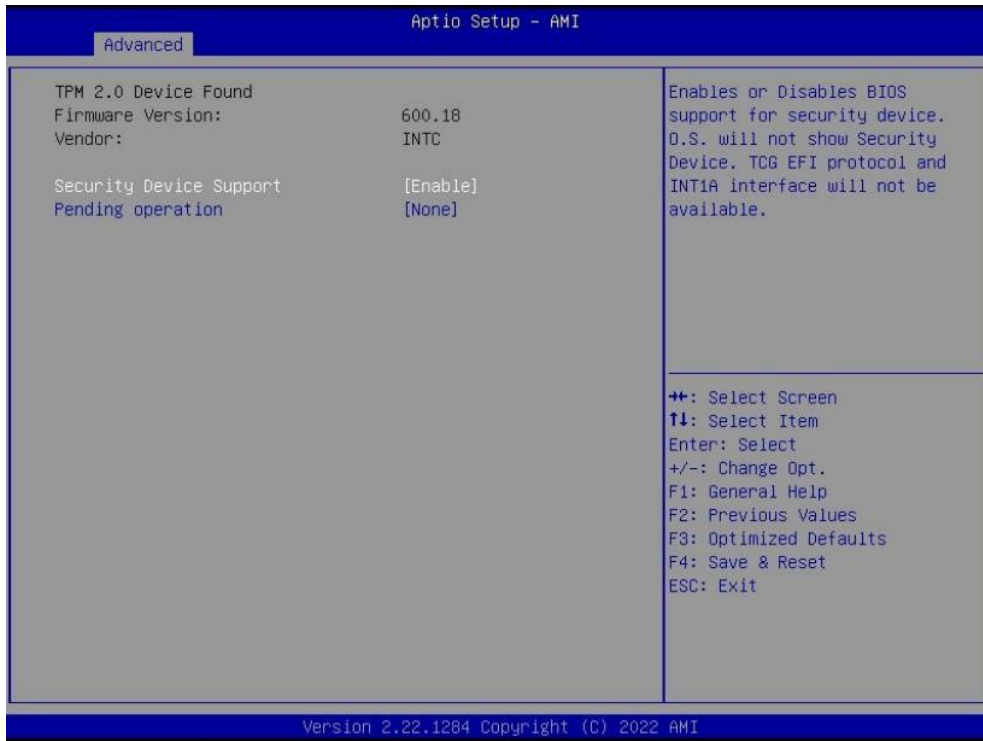 Aptio Setup - AMI
Advanced
TPM 2.0 Device Found
Firmware Version: 600.18
Vendor: INTC
Security Device Support [Enable]
Pending operation [None]
Enables or Disables BIOS
support for security device.
O.S. will not show Security
Device. TCG EFI protocol and
INT1A interface will not be
available.
→←: Select Screen
↑↓: Select Item
Enter: Select
+/-: Change Opt.
F1: General Help
F2: Previous Values
F3: Optimized Defaults
F4: Save & Reset
ESC: Exit
Version 2.22.1284 Copyright (C) 2022 AMI